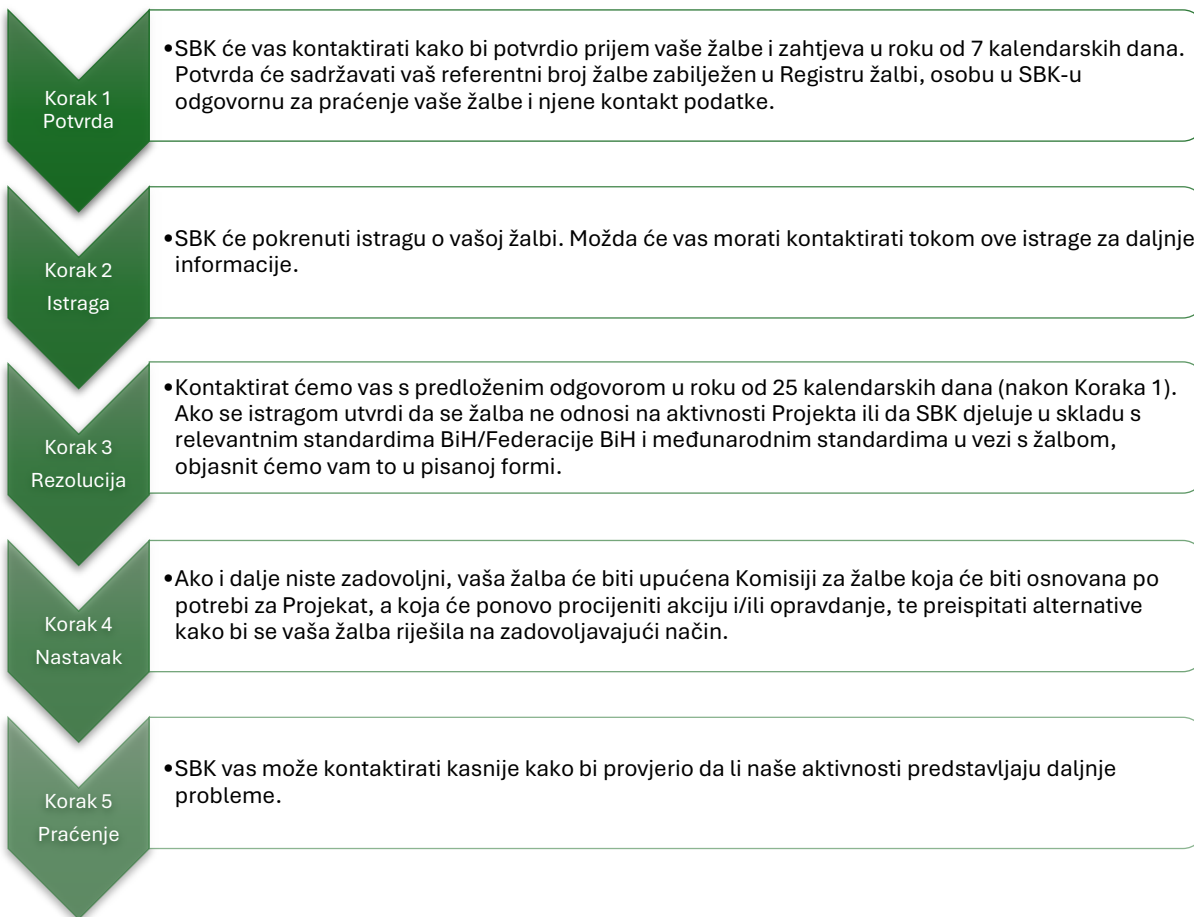 Korak 1
Potvrda
•SBK će vas kontaktirati kako bi potvrdio prijem vaše žalbe i zahtjeva u roku od 7 kalendarskih dana.
Potvrda će sadržavati vaš referentni broj žalbe zabilježen u Registru žalbi, osobu u SBK-u
odgovornu za praćenje vaše žalbe i njene kontakt podatke.
Korak 2
Istraga
•SBK će pokrenuti istragu o vašoj žalbi. Možda će vas morati kontaktirati tokom ove istrage za daljnje
informacije.
Korak 3
Rezolucija
•Kontaktirat ćemo vas s predloženim odgovorom u roku od 25 kalendarskih dana (nakon Koraka 1).
Ako se istragom utvrdi da se žalba ne odnosi na aktivnosti Projekta ili da SBK djeluje u skladu s
relevantnim standardima BiH/Federacije BiH i međunarodnim standardima u vezi s žalbom,
objasnit ćemo vam to u pisanoj formi.
Korak 4
Nastavak
•Ako i dalje niste zadovoljni, vaša žalba će biti upućena Komisiji za žalbe koja će biti osnovana po
potrebi za Projekat, a koja će ponovo procijeniti akciju i/ili opravdanje, te preispitati alternative
kako bi se vaša žalba riješila na zadovoljavajući način.
Korak 5
Praćenje
•SBK vas može kontaktirati kasnije kako bi provjerio da li naše aktivnosti predstavljaju daljnje
probleme.